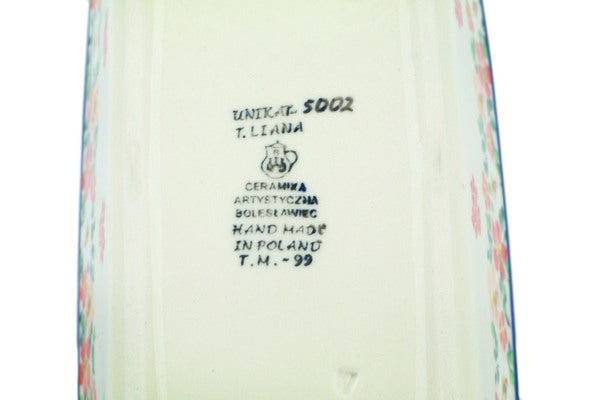 UNIKAT 5002
T. LIANA
CERAMIKA
ARTYSTYCZNA
BOLESŁAWIEC
HAND MADE
IN POLAND
T.M. - 99